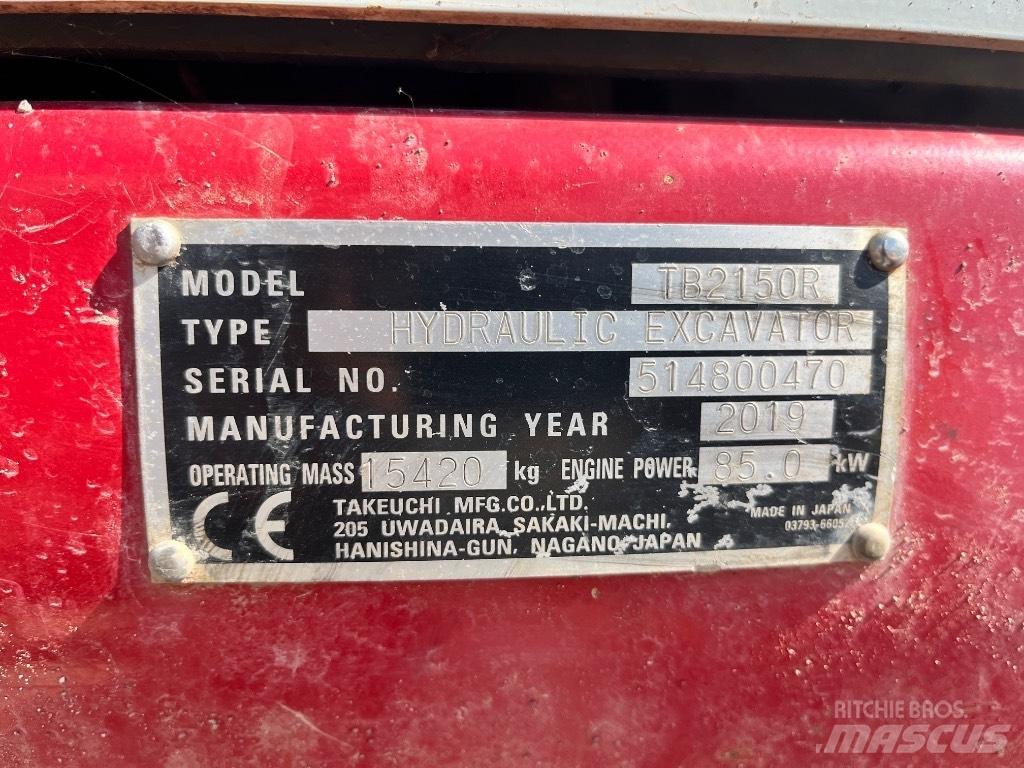 MODEL TB2150R
TYPE HYDRAULIC EXCAVATOR
SERIAL NO. 514800470
MANUFACTURING YEAR 2019
OPERATING MASS 15420 kg ENGINE POWER 85.0 kW
CE
TAKEUCHI MFG.CO.,LTD.
205 UWADAIRA, SAKAKI-MACHI,
HANISHINA-GUN, NAGANO, JAPAN
MADE IN JAPAN
RITCHIE BROS.
MASCUS